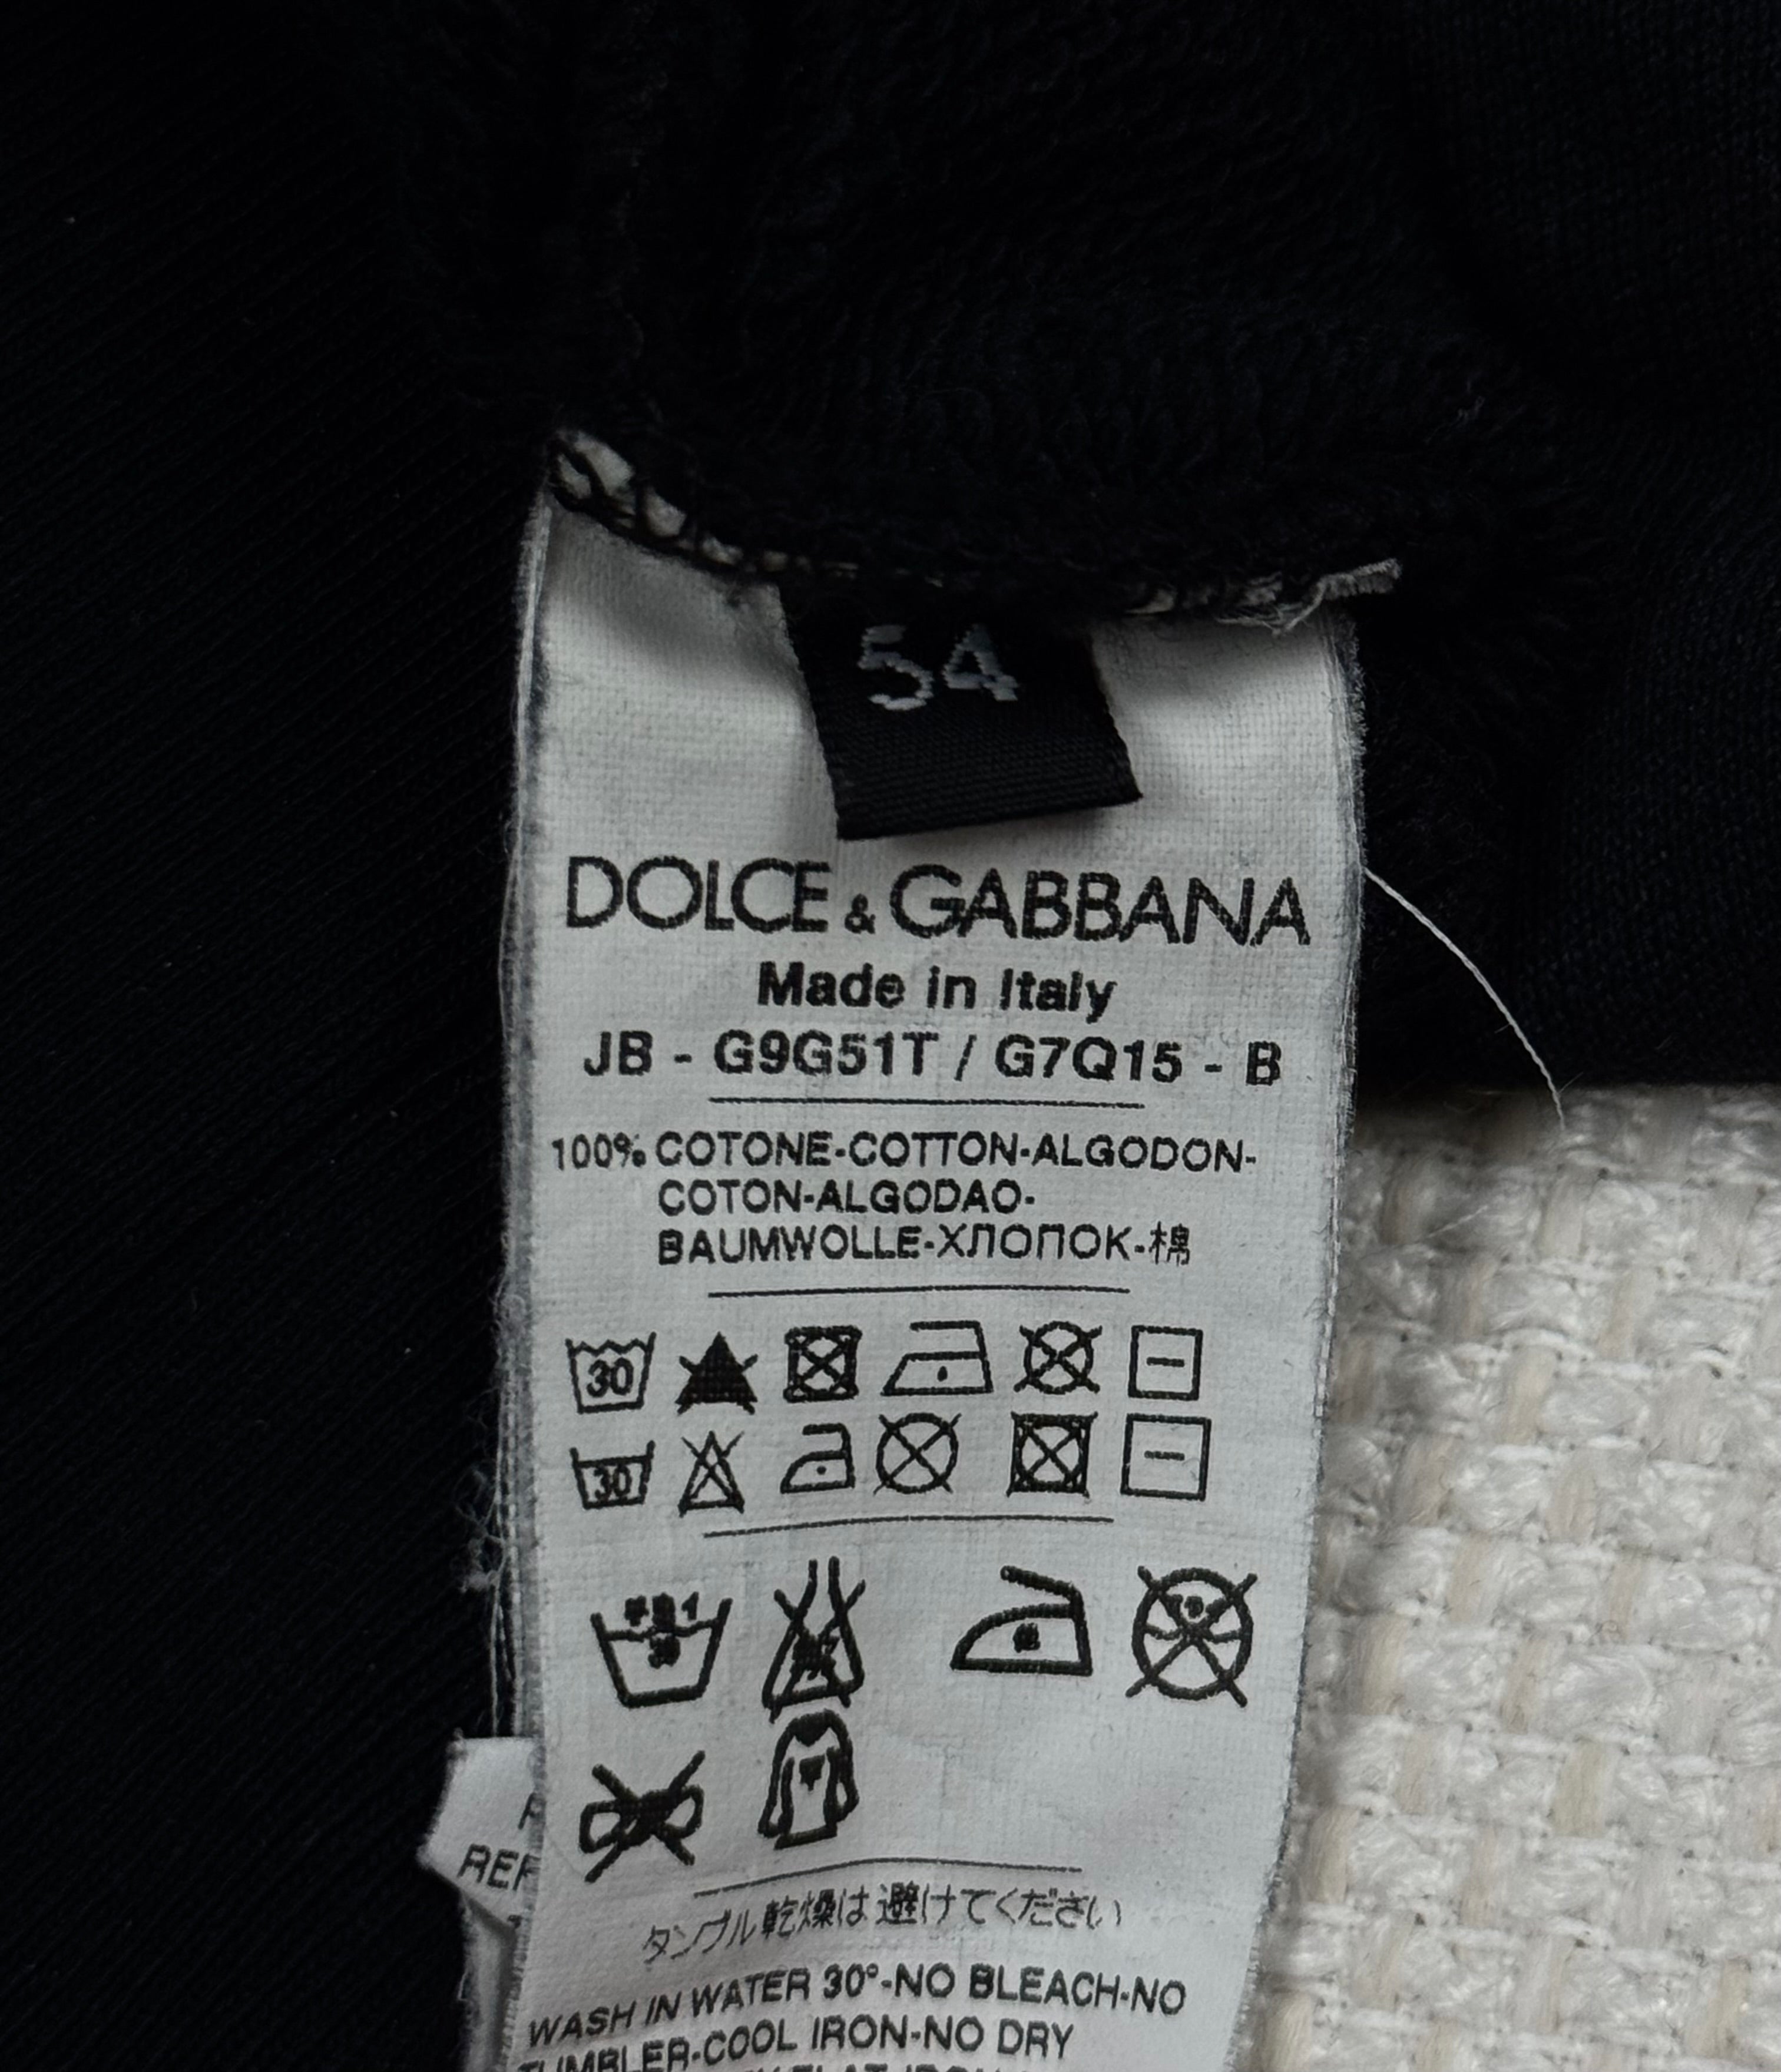 54
DOLCE & GABBANA
Made in Italy
JB - G9G51T / G7Q15 - B
100% COTONE-COTTON-ALGODON-
COTON-ALGODAO-
BAUMWOLLE-ХЛОПОК-棉
30
30
タンブル乾燥は避けてください
WASH IN WATER 30°-NO BLEACH-NO
TUMBLER-COOL IRON-NO DRY